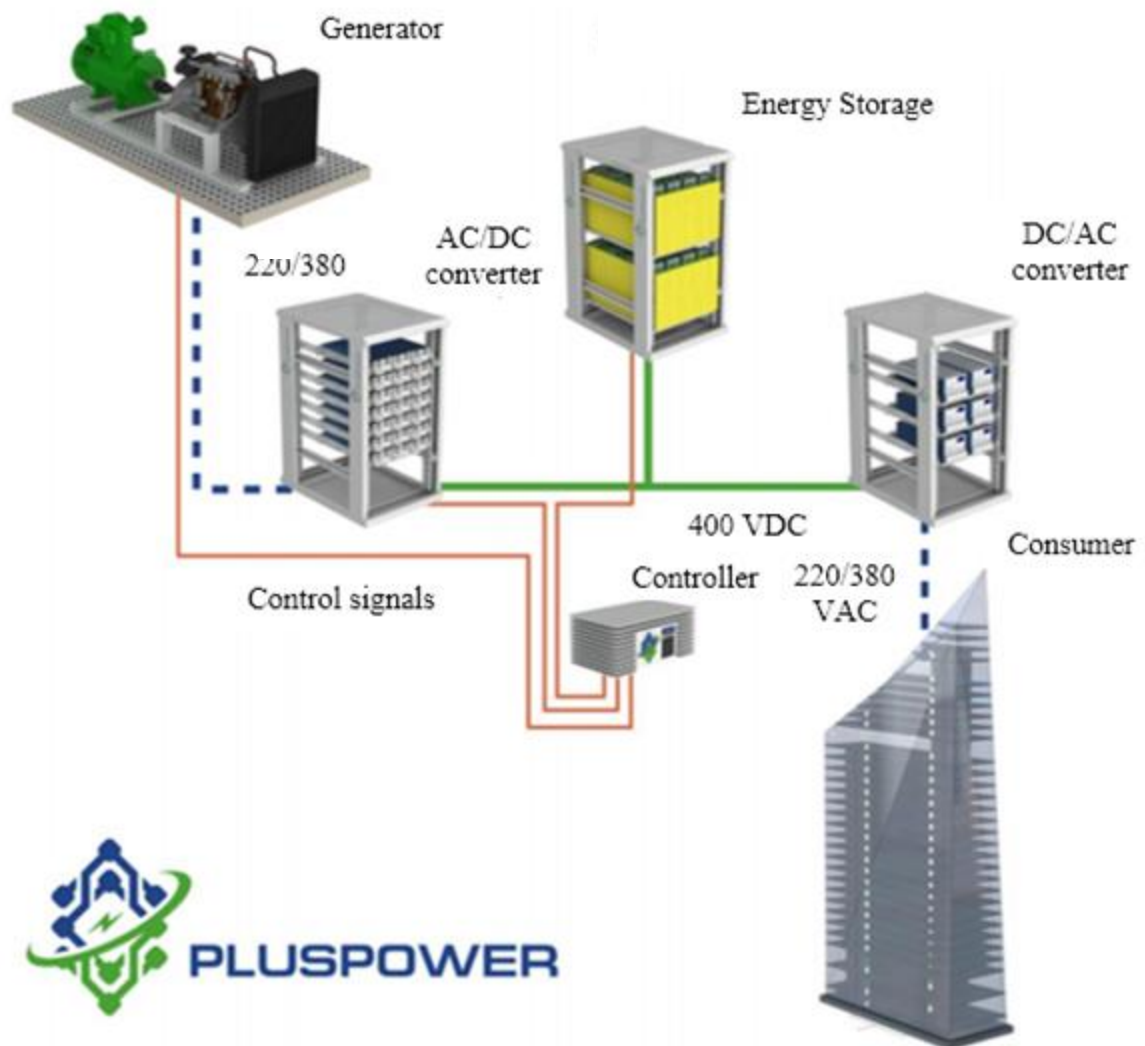 Generator
Energy Storage
AC/DC
converter
DC/AC
converter
220/380
400 VDC
Consumer
Controller
220/380
VAC
Control signals
PLUSPOWER